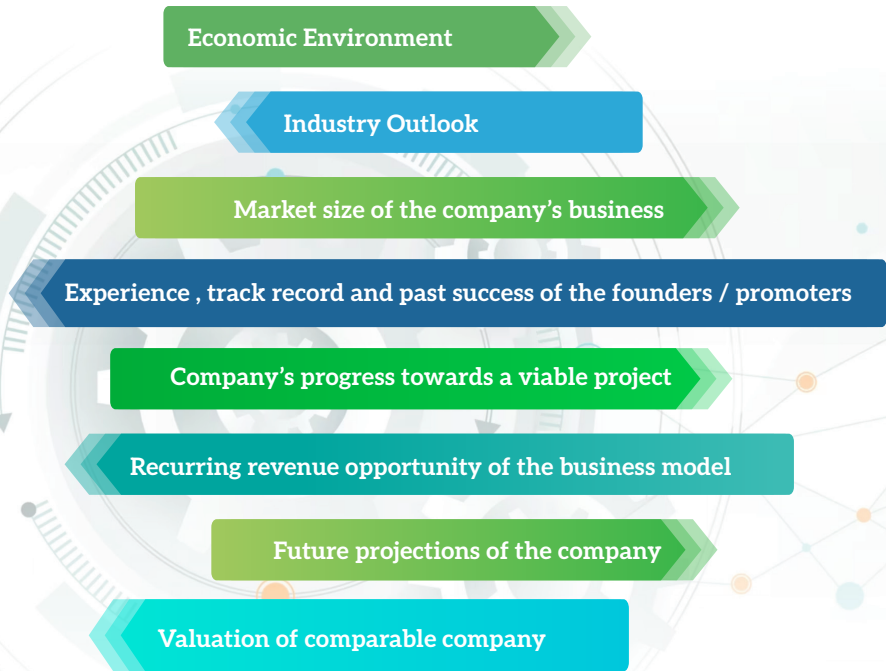 Economic Environment
Industry Outlook
Market size of the company’s business
Experience , track record and past success of the founders / promoters
Company’s progress towards a viable project
Recurring revenue opportunity of the business model
Future projections of the company
Valuation of comparable company